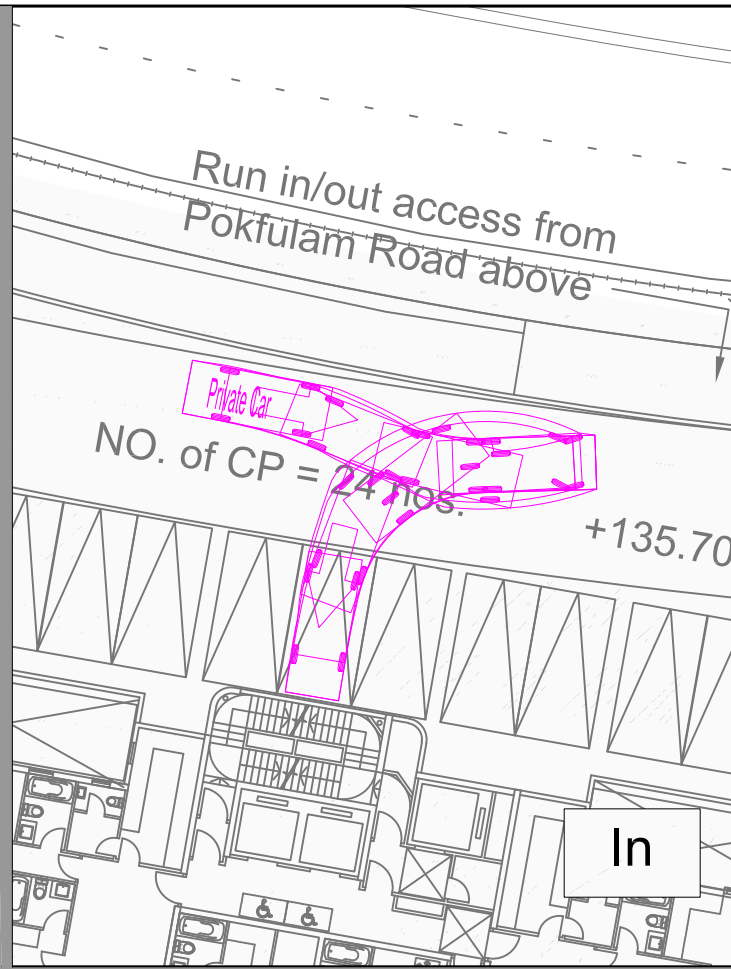 Run in/out access from
Pokfulam Road above
Private Car
NO. of CP = 24 nos.
+135.70
In